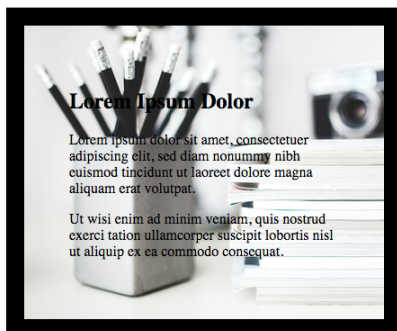 Lorem Ipsum Dolor
Lorem ipsum dolor sit amet, consectetuer
adipiscing elit, sed diam nonummy nibh
euismod tincidunt ut laoreet dolore magna
aliquam erat volutpat.
Ut wisi enim ad minim veniam, quis nostrud
exerci tation ullamcorper suscipit lobortis nisl
ut aliquip ex ea commodo consequat.